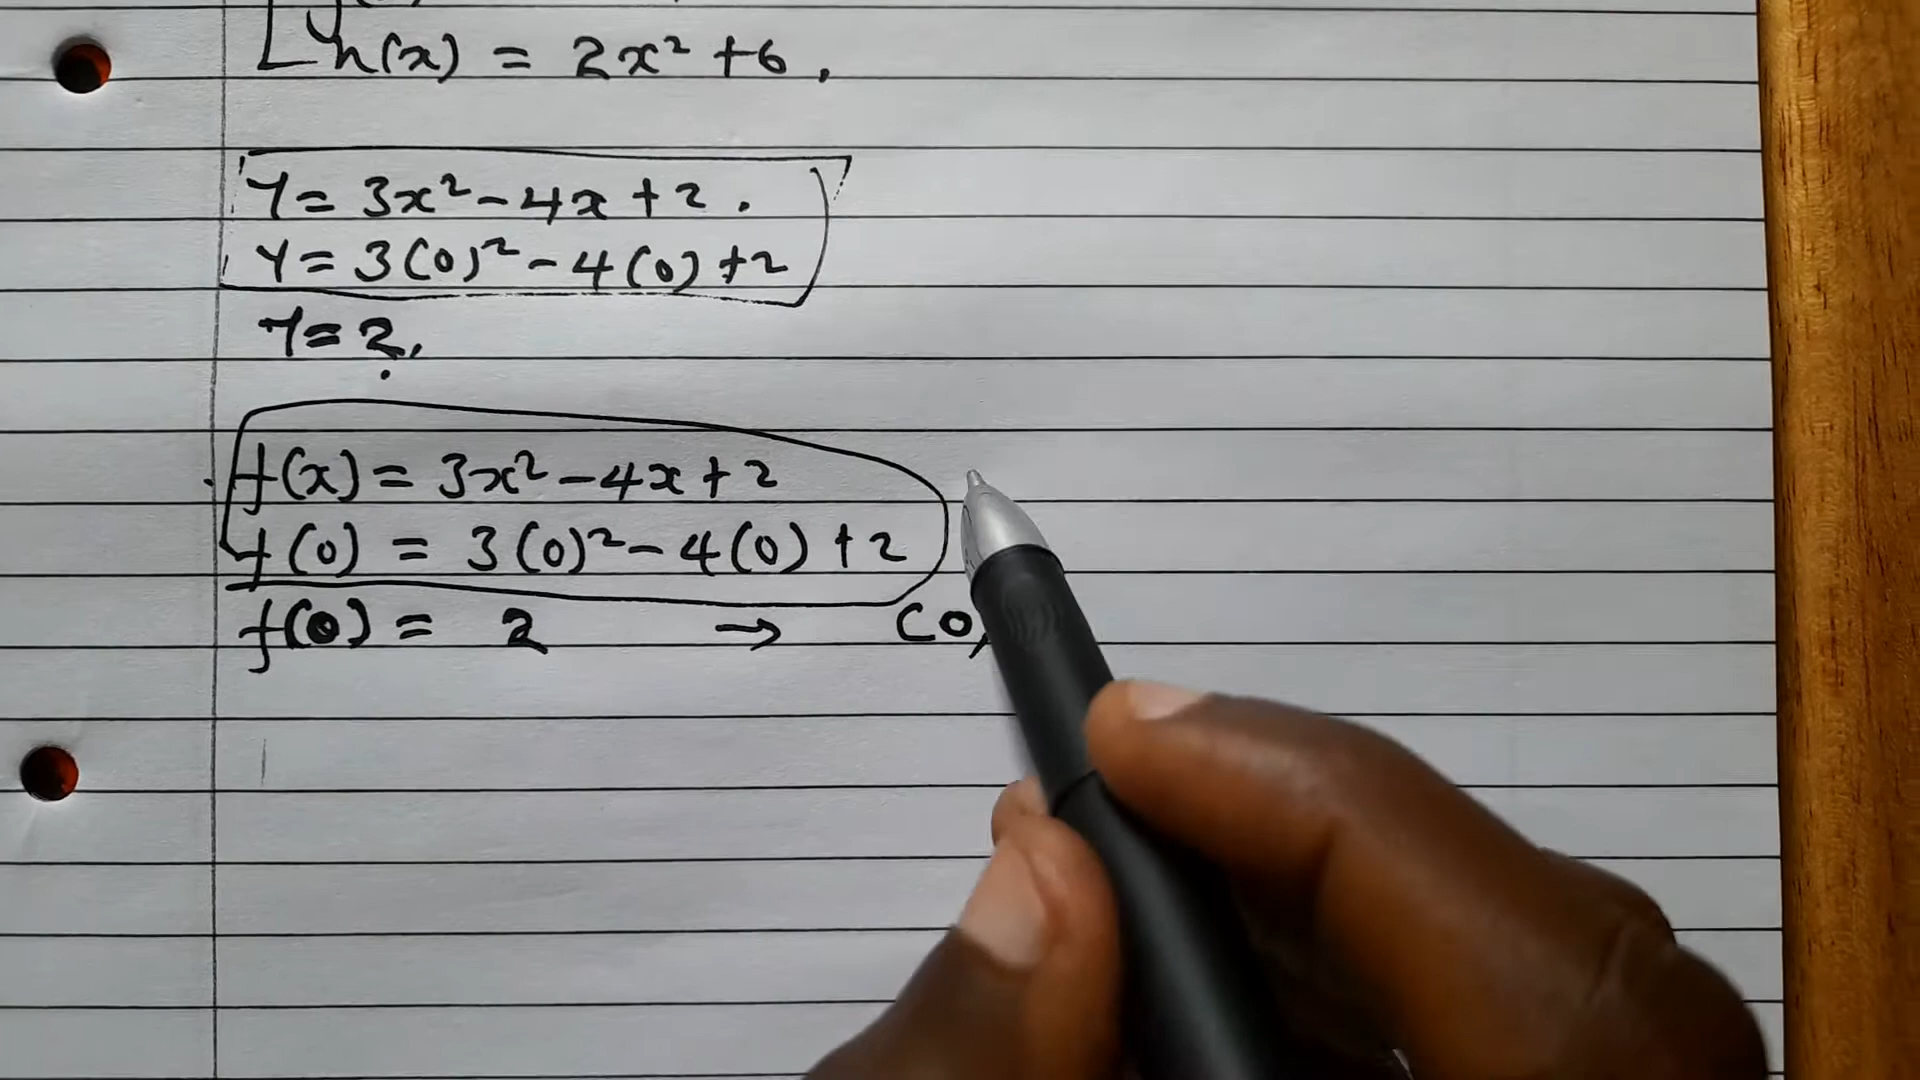 h(x) = 2x² + 6.
Y = 3x² - 4x + 2.
Y = 3(0)² - 4(0) + 2
Y = 2.
f(x) = 3x² - 4x + 2
f(0) = 3(0)² - 4(0) + 2
f(0) = 2 → (0,